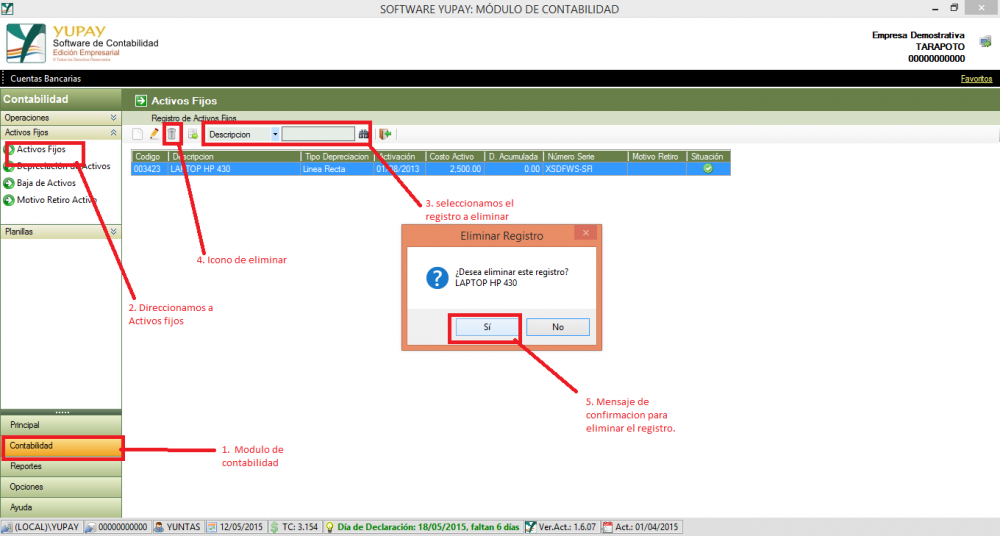 SOFTWARE YUPAY: MÓDULO DE CONTABILIDAD
YUPAY
Software de Contabilidad
Edición Empresarial
© Todos los Derechos Reservados
Empresa Demostrativa
TARAPOTO
00000000000
Cuentas Bancarias
Favoritos
Contabilidad
Activos Fijos
Operaciones
Registro de Activos Fijos
Activos Fijos
Descripcion
Activos Fijos
Depreciación de Activos
Baja de Activos
Motivo Retiro Activo
Planillas
Codigo Descripcion Tipo Depreciacion Activación Costo Activo D. Acumulada Número Serie Motivo Retiro Situación
003423 LAPTOP HP 430 Linea Recta 01/08/2013 2,500.00 0.00 XSDFWS-SFI
3. seleccionamos el
registro a eliminar
Eliminar Registro
¿Desea eliminar este registro?
LAPTOP HP 430
Sí
No
4. Icono de eliminar
2. Direccionamos a
Activos fijos
5. Mensaje de
confirmacion para
eliminar el registro.
1. Modulo de
contabilidad
Principal
Contabilidad
Reportes
Opciones
Ayuda
(LOCAL)\YUPAY 00000000000 YUNTAS 12/05/2015 TC: 3.154 Día de Declaración: 18/05/2015, faltan 6 días Ver.Act.: 1.6.07 Act.: 01/04/2015